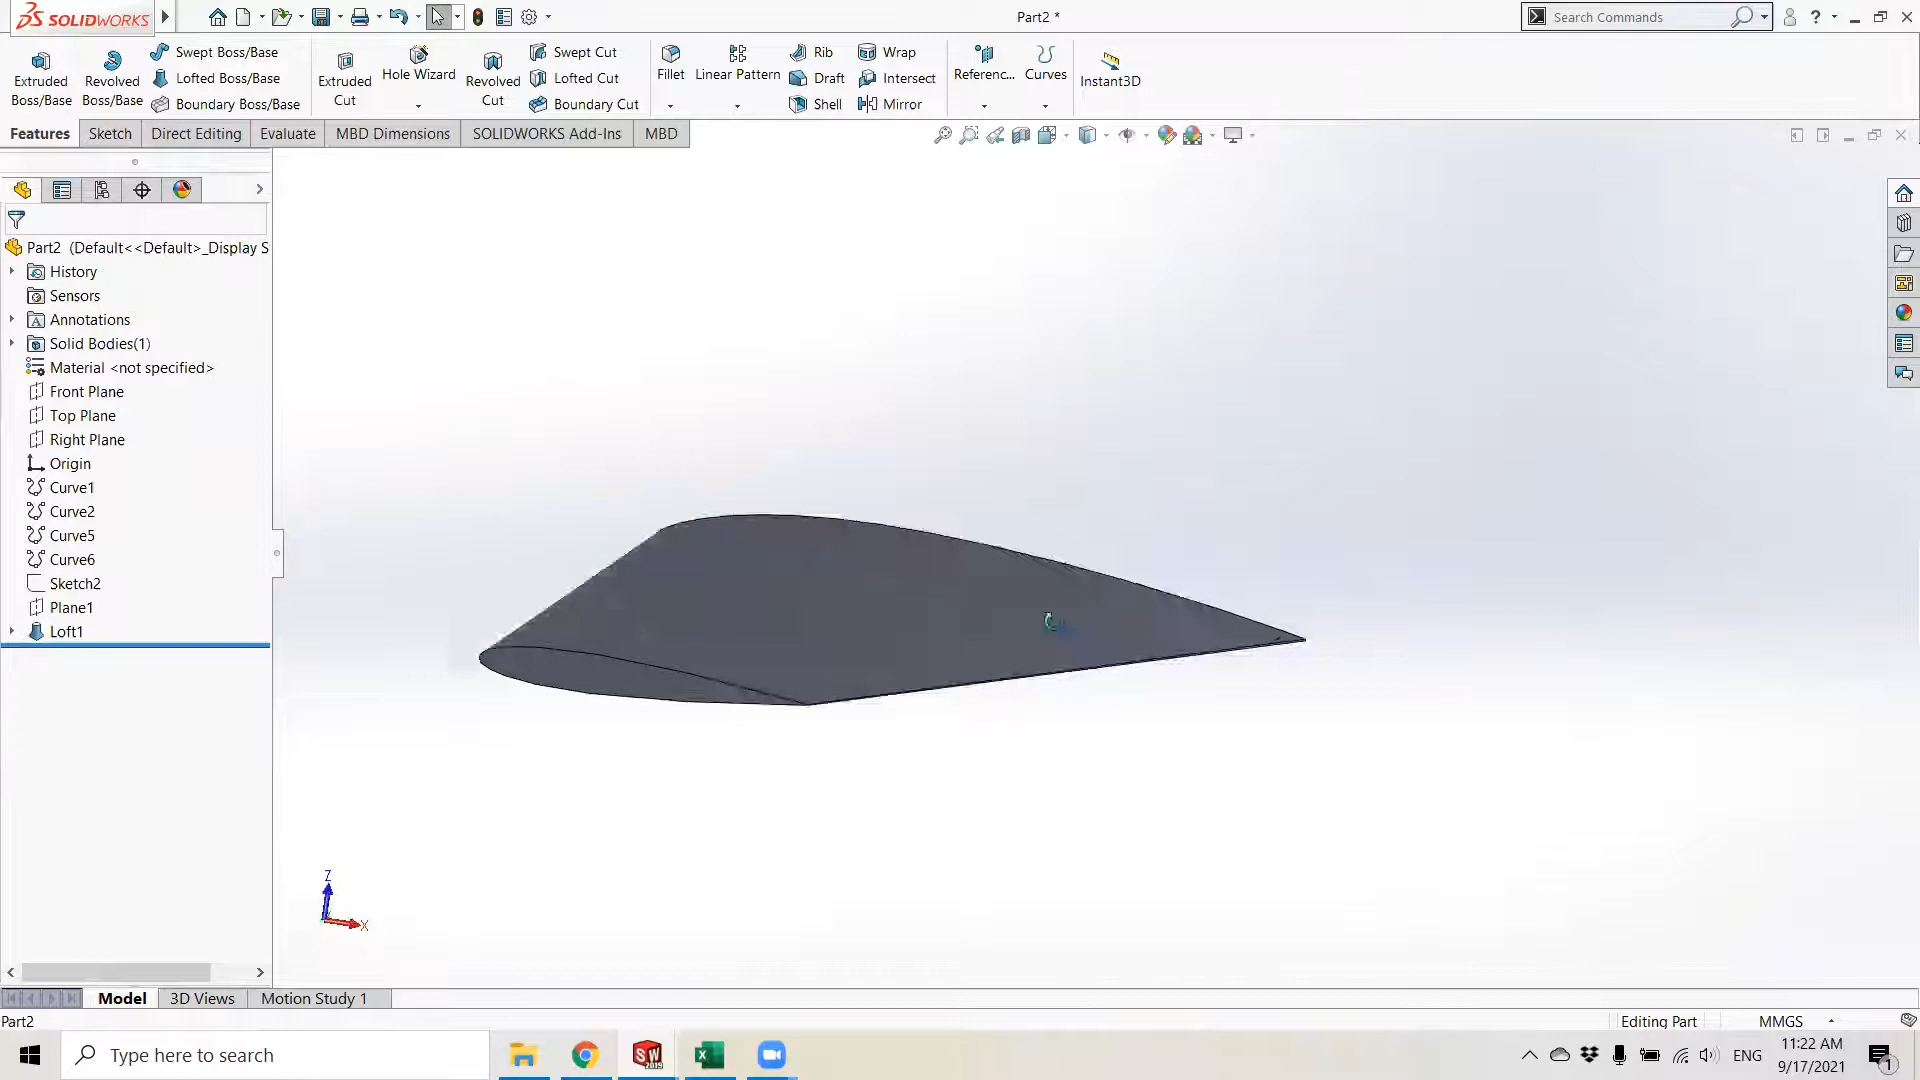 SOLIDWORKS
Part2 *
Search Commands
Extruded Boss/Base
Revolved Boss/Base
Swept Boss/Base
Lofted Boss/Base
Boundary Boss/Base
Extruded Cut
Hole Wizard
Revolved Cut
Swept Cut
Lofted Cut
Boundary Cut
Fillet
Linear Pattern
Rib
Draft
Shell
Wrap
Intersect
Mirror
Referenc...
Curves
Instant3D
Features
Sketch
Direct Editing
Evaluate
MBD Dimensions
SOLIDWORKS Add-Ins
MBD
Part2 (Default<<Default>_Display S
History
Sensors
Annotations
Solid Bodies(1)
Material <not specified>
Front Plane
Top Plane
Right Plane
Origin
Curve1
Curve2
Curve5
Curve6
Sketch2
Plane1
Loft1
Z
X
Model
3D Views
Motion Study 1
Part2
Editing Part
MMGS
Type here to search
SW
2019
ENG
11:22 AM
9/17/2021
1